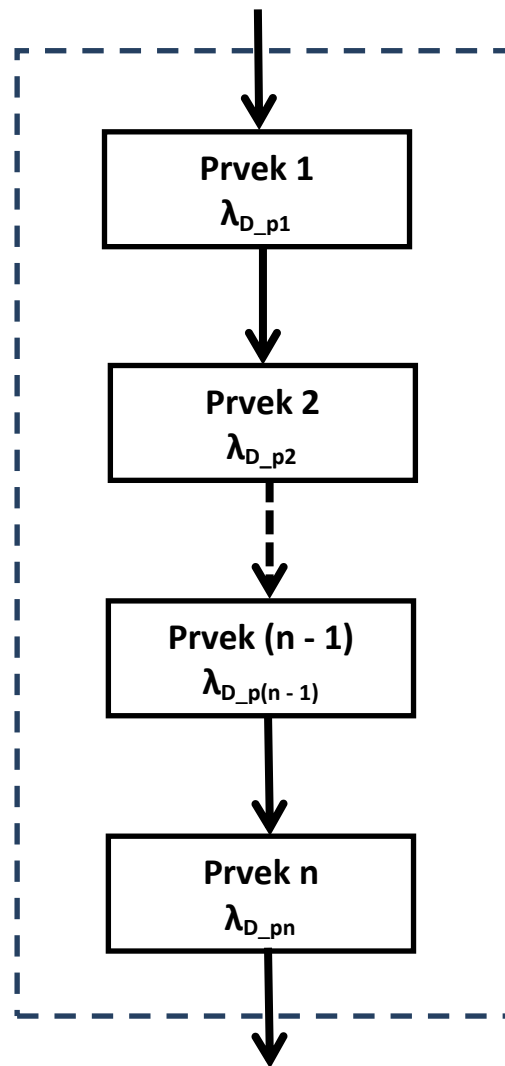 Prvek 1
λD_p1
Prvek 2
λD_p2
Prvek (n - 1)
λD_p(n - 1)
Prvek n
λD_pn